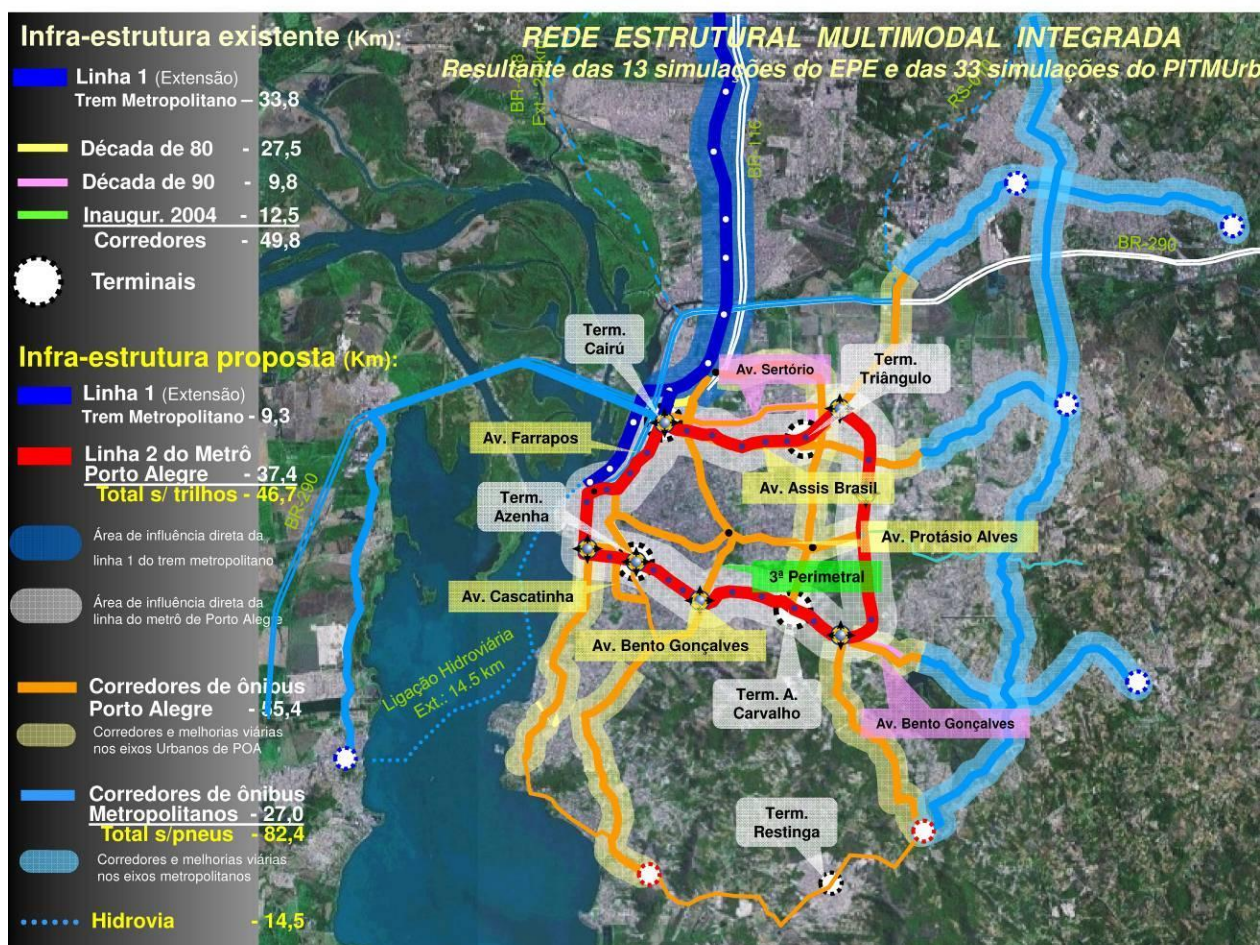 Infra-estrutura existente (Km):
Linha 1 (Extensão)
Trem Metropolitano – 33,8
Década de 80 - 27,5
Década de 90 - 9,8
Inaugur. 2004 - 12,5
Corredores - 49,8
Terminais
Infra-estrutura proposta (Km):
Linha 1 (Extensão)
Trem Metropolitano - 9,3
Linha 2 do Metrô
Porto Alegre - 37,4
Total s/ trilhos - 46,7
Área de influência direta da
linha 1 do trem metropolitano
Área de influência direta da
linha do metrô de Porto Alegre
Corredores de ônibus
Porto Alegre - 55,4
Corredores e melhorias viárias
nos eixos Urbanos de POA
Corredores de ônibus
Metropolitanos - 27,0
Total s/pneus - 82,4
Corredores e melhorias viárias
nos eixos metropolitanos
Hidrovia - 14,5
REDE ESTRUTURAL MULTIMODAL INTEGRADA
Resultante das 13 simulações do EPE e das 33 simulações do PITMUrb
Ext.:
BR-116
BR-290
Term.
Cairú
Av. Sertório
Term.
Triângulo
Av. Farrapos
Av. Assis Brasil
Term.
Azenha
BR-290
Av. Protásio Alves
3ª Perimetral
Av. Cascatinha
Av. Bento Gonçalves
Ligação Hidroviária
Ext.: 14.5 km
Term. A.
Carvalho
Av. Bento Gonçalves
Term.
Restinga